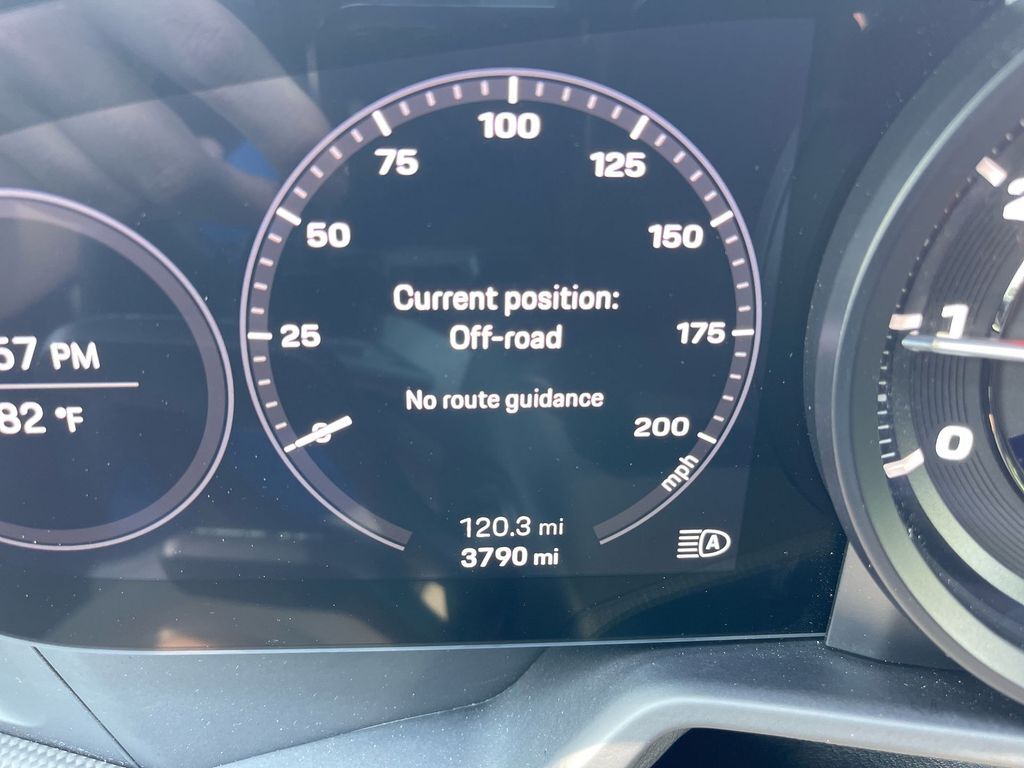 100
75
125
50
150
Current position:
Off-road
25
175
1
57 PM
No route guidance
82 °F
200
0
0
mph
120.3 mi
3790 mi
A